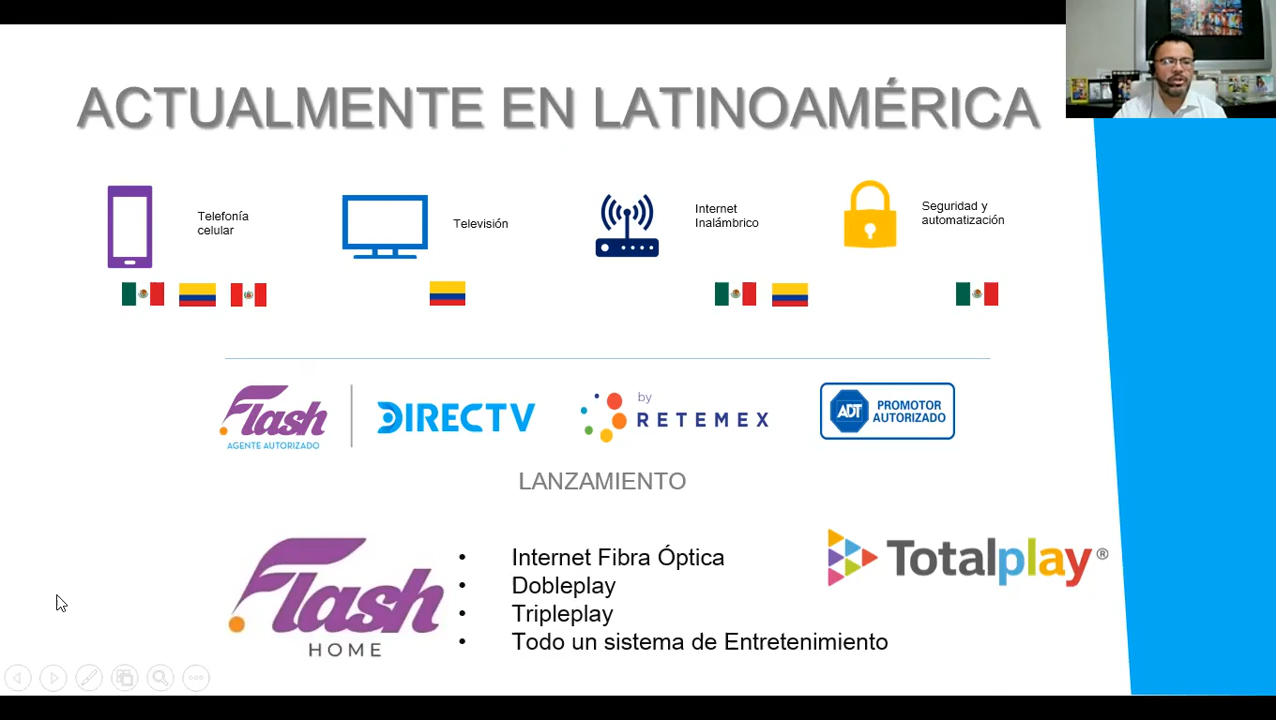 ACTUALMENTE EN LATINOAMÉRICA
Telefonía
celular
Televisión
Internet
Inalámbrico
Seguridad y
automatización
Flash
AGENTE AUTORIZADO
DIRECTV
by
RETEMEX
ADT
PROMOTOR
AUTORIZADO
LANZAMIENTO
Flash
HOME
• Internet Fibra Óptica
• Dobleplay
• Tripleplay
• Todo un sistema de Entretenimiento
Totalplay®